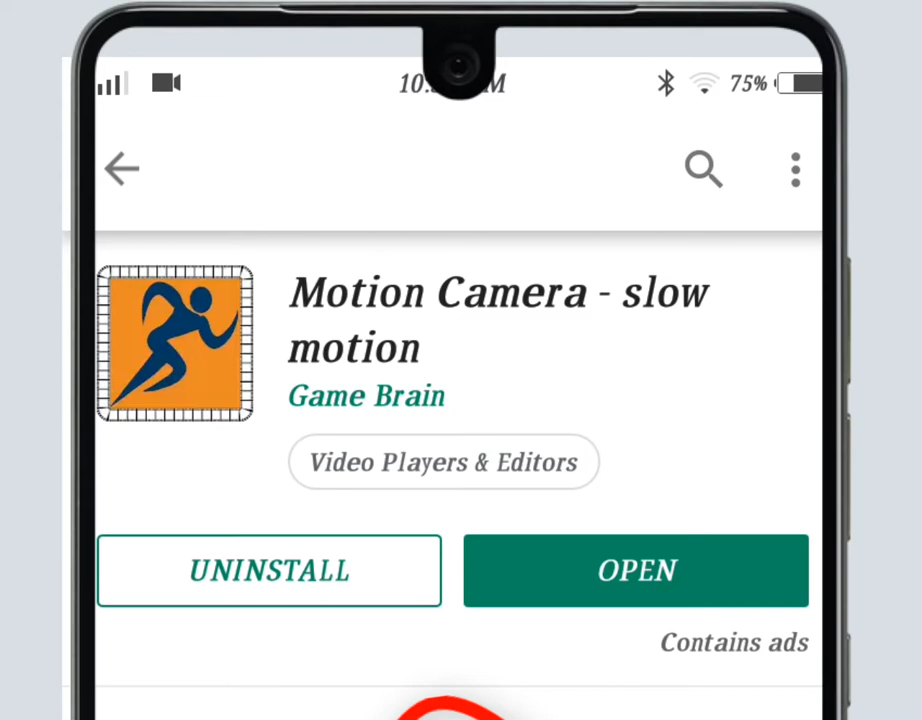 75%
Motion Camera - slow
motion
Game Brain
Video Players & Editors
UNINSTALL
OPEN
Contains ads